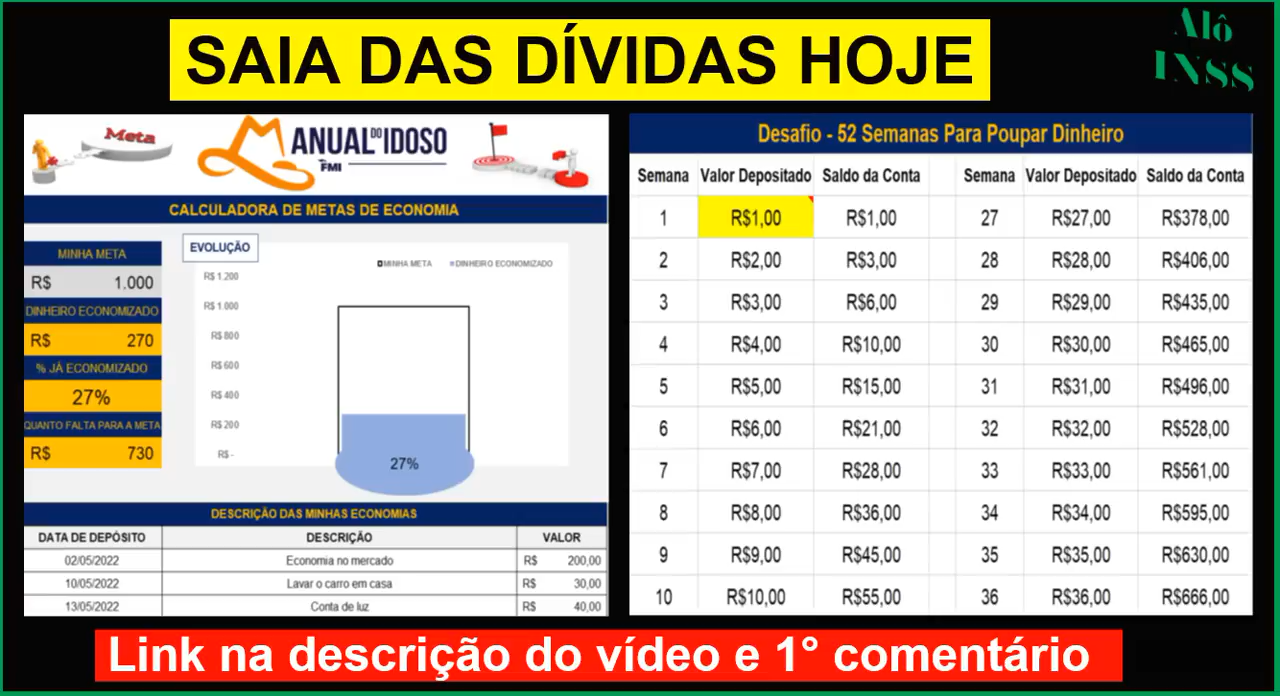 SAIA DAS DÍVIDAS HOJE
Alô
INSS
Meta
MANUAL DO IDOSO
FMI
CALCULADORA DE METAS DE ECONOMIA
MINHA META
R$ 1.000
DINHEIRO ECONOMIZADO
R$ 270
% JÁ ECONOMIZADO
27%
QUANTO FALTA PARA A META
R$ 730
EVOLUÇÃO
MINHA META DINHEIRO ECONOMIZADO
R$ 1.200
R$ 1.000
R$ 800
R$ 600
R$ 400
R$ 200
R$ -
27%
DESCRIÇÃO DAS MINHAS ECONOMIAS
DATA DE DEPÓSITO DESCRIÇÃO VALOR
02/05/2022 Economia no mercado R$ 200,00
10/05/2022 Lavar o carro em casa R$ 30,00
13/05/2022 Conta de luz R$ 40,00
Desafio - 52 Semanas Para Poupar Dinheiro
Semana Valor Depositado Saldo da Conta Semana Valor Depositado Saldo da Conta
1 R$1,00 R$1,00 27 R$27,00 R$378,00
2 R$2,00 R$3,00 28 R$28,00 R$406,00
3 R$3,00 R$6,00 29 R$29,00 R$435,00
4 R$4,00 R$10,00 30 R$30,00 R$465,00
5 R$5,00 R$15,00 31 R$31,00 R$496,00
6 R$6,00 R$21,00 32 R$32,00 R$528,00
7 R$7,00 R$28,00 33 R$33,00 R$561,00
8 R$8,00 R$36,00 34 R$34,00 R$595,00
9 R$9,00 R$45,00 35 R$35,00 R$630,00
10 R$10,00 R$55,00 36 R$36,00 R$666,00
Link na descrição do vídeo e 1° comentário